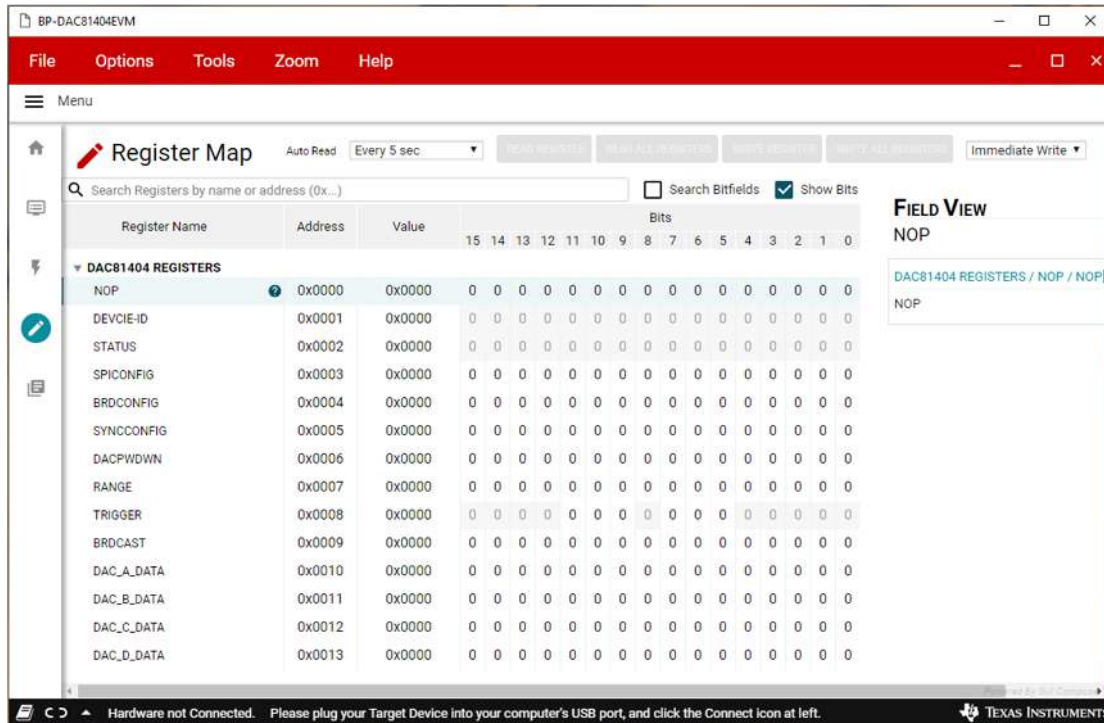 BP-DAC81404EVM
File Options Tools Zoom Help
Menu
Register Map Auto Read Every 5 sec READ REGISTER READ ALL REGISTERS WRITE REGISTER WRITE ALL REGISTERS Immediate Write
Search Registers by name or address (0x...) Search Bitfields Show Bits
Register Name Address Value Bits
15 14 13 12 11 10 9 8 7 6 5 4 3 2 1 0
DAC81404 REGISTERS
NOP 0x0000 0x0000 0 0 0 0 0 0 0 0 0 0 0 0 0 0 0 0
DEVCIE-ID 0x0001 0x0000 0 0 0 0 0 0 0 0 0 0 0 0 0 0 0 0
STATUS 0x0002 0x0000 0 0 0 0 0 0 0 0 0 0 0 0 0 0 0 0
SPICONFIG 0x0003 0x0000 0 0 0 0 0 0 0 0 0 0 0 0 0 0 0 0
BRDCONFIG 0x0004 0x0000 0 0 0 0 0 0 0 0 0 0 0 0 0 0 0 0
SYNCCONFIG 0x0005 0x0000 0 0 0 0 0 0 0 0 0 0 0 0 0 0 0 0
DACPWDWN 0x0006 0x0000 0 0 0 0 0 0 0 0 0 0 0 0 0 0 0 0
RANGE 0x0007 0x0000 0 0 0 0 0 0 0 0 0 0 0 0 0 0 0 0
TRIGGER 0x0008 0x0000 0 0 0 0 0 0 0 0 0 0 0 0 0 0 0 0
BRDCAST 0x0009 0x0000 0 0 0 0 0 0 0 0 0 0 0 0 0 0 0 0
DAC_A_DATA 0x0010 0x0000 0 0 0 0 0 0 0 0 0 0 0 0 0 0 0 0
DAC_B_DATA 0x0011 0x0000 0 0 0 0 0 0 0 0 0 0 0 0 0 0 0 0
DAC_C_DATA 0x0012 0x0000 0 0 0 0 0 0 0 0 0 0 0 0 0 0 0 0
DAC_D_DATA 0x0013 0x0000 0 0 0 0 0 0 0 0 0 0 0 0 0 0 0 0
FIELD VIEW
NOP
DAC81404 REGISTERS / NOP / NOP
NOP
Powered By GUI Composer
Hardware not Connected. Please plug your Target Device into your computer's USB port, and click the Connect icon at left. TEXAS INSTRUMENTS